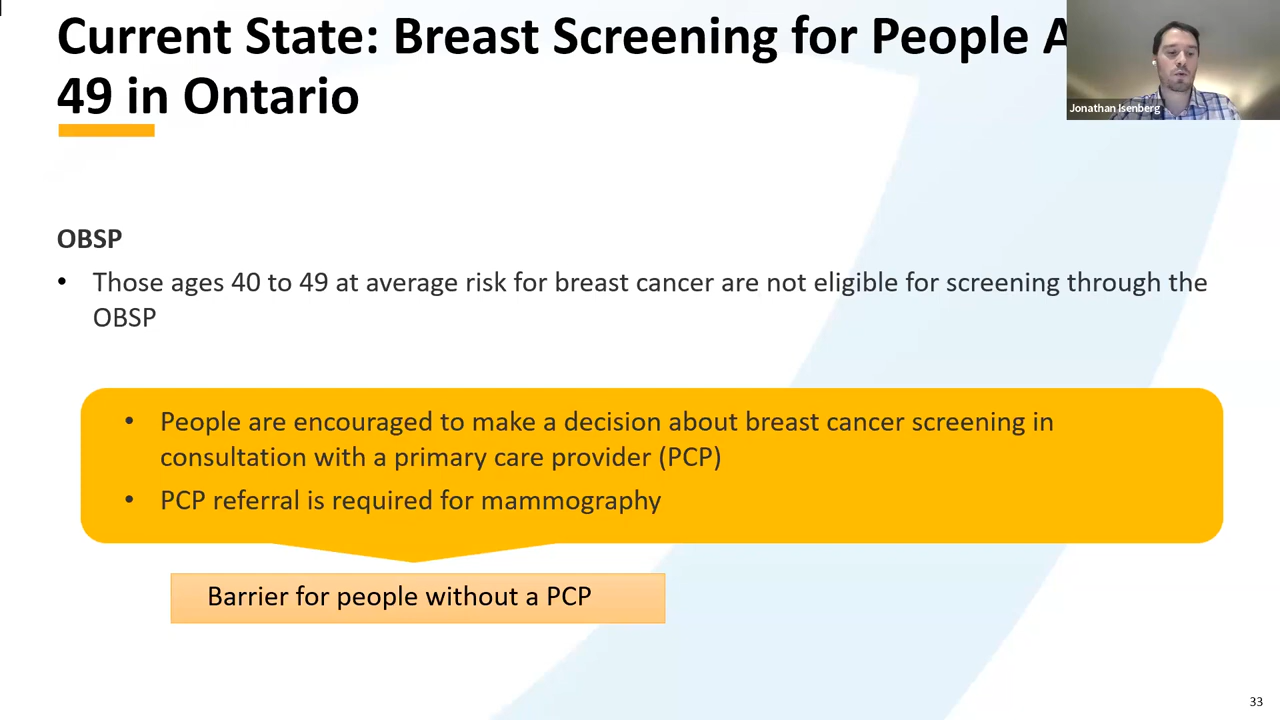 Current State: Breast Screening for People
49 in Ontario
Jonathan Isenberg
OBSP
• Those ages 40 to 49 at average risk for breast cancer are not eligible for screening through the
OBSP
• People are encouraged to make a decision about breast cancer screening in
consultation with a primary care provider (PCP)
• PCP referral is required for mammography
Barrier for people without a PCP
33